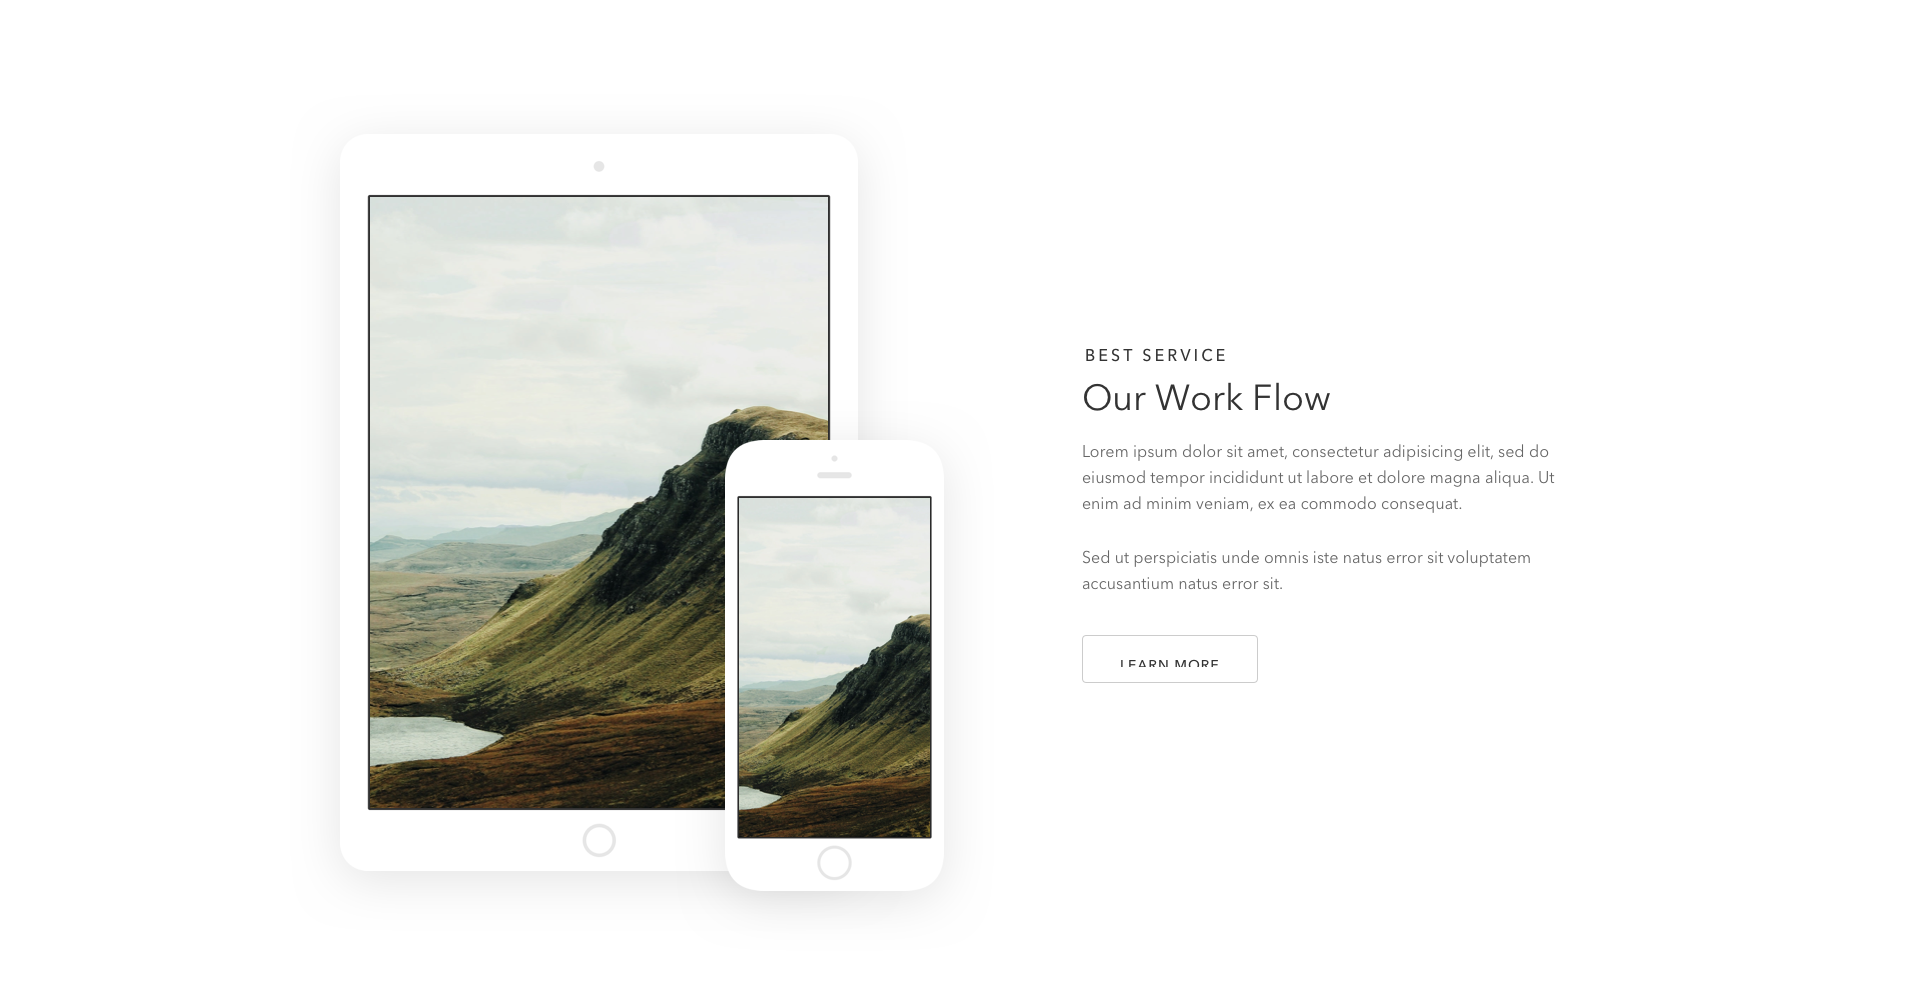 BEST SERVICE
Our Work Flow
Lorem ipsum dolor sit amet, consectetur adipisicing elit, sed do
eiusmod tempor incididunt ut labore et dolore magna aliqua. Ut
enim ad minim veniam, ex ea commodo consequat.
Sed ut perspiciatis unde omnis iste natus error sit voluptatem
accusantium natus error sit.
LEARN MORE